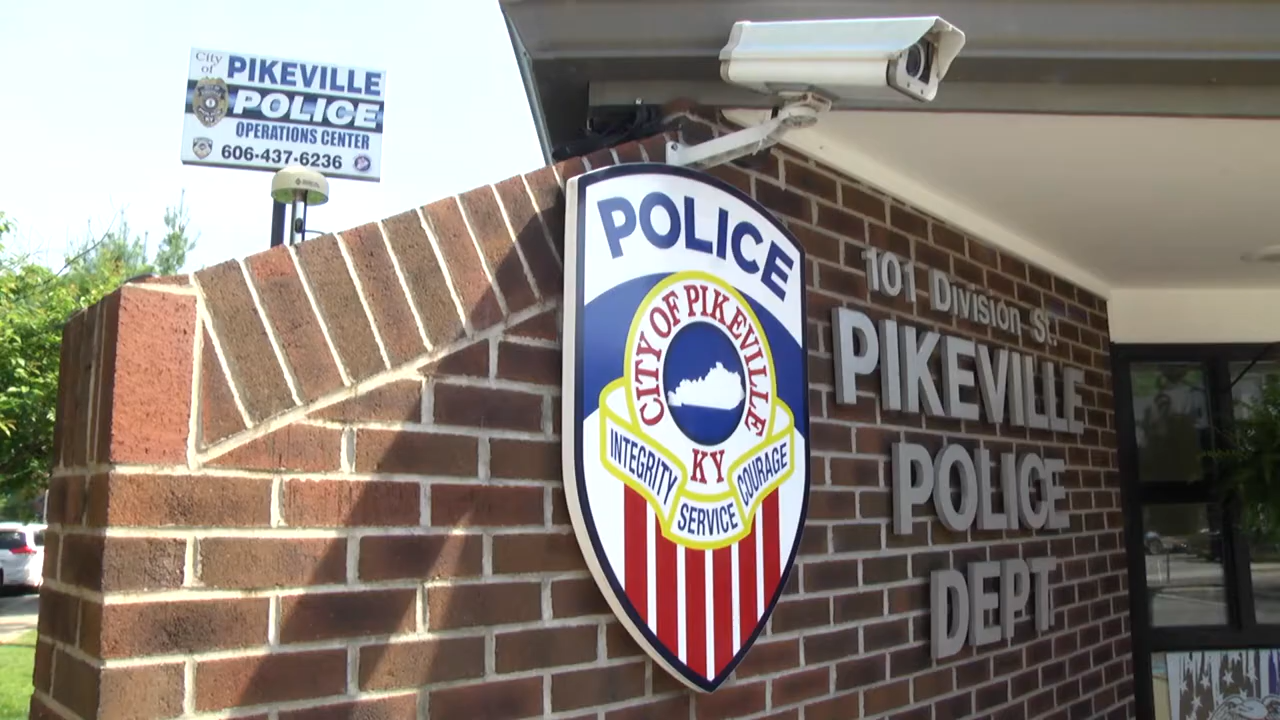 City
of
PIKEVILLE
POLICE
OPERATIONS CENTER
606-437-6236
POLICE
CITY OF PIKEVILLE
KY
INTEGRITY
SERVICE
COURAGE
101 Division St.
PIKEVILLE
POLICE
DEPT